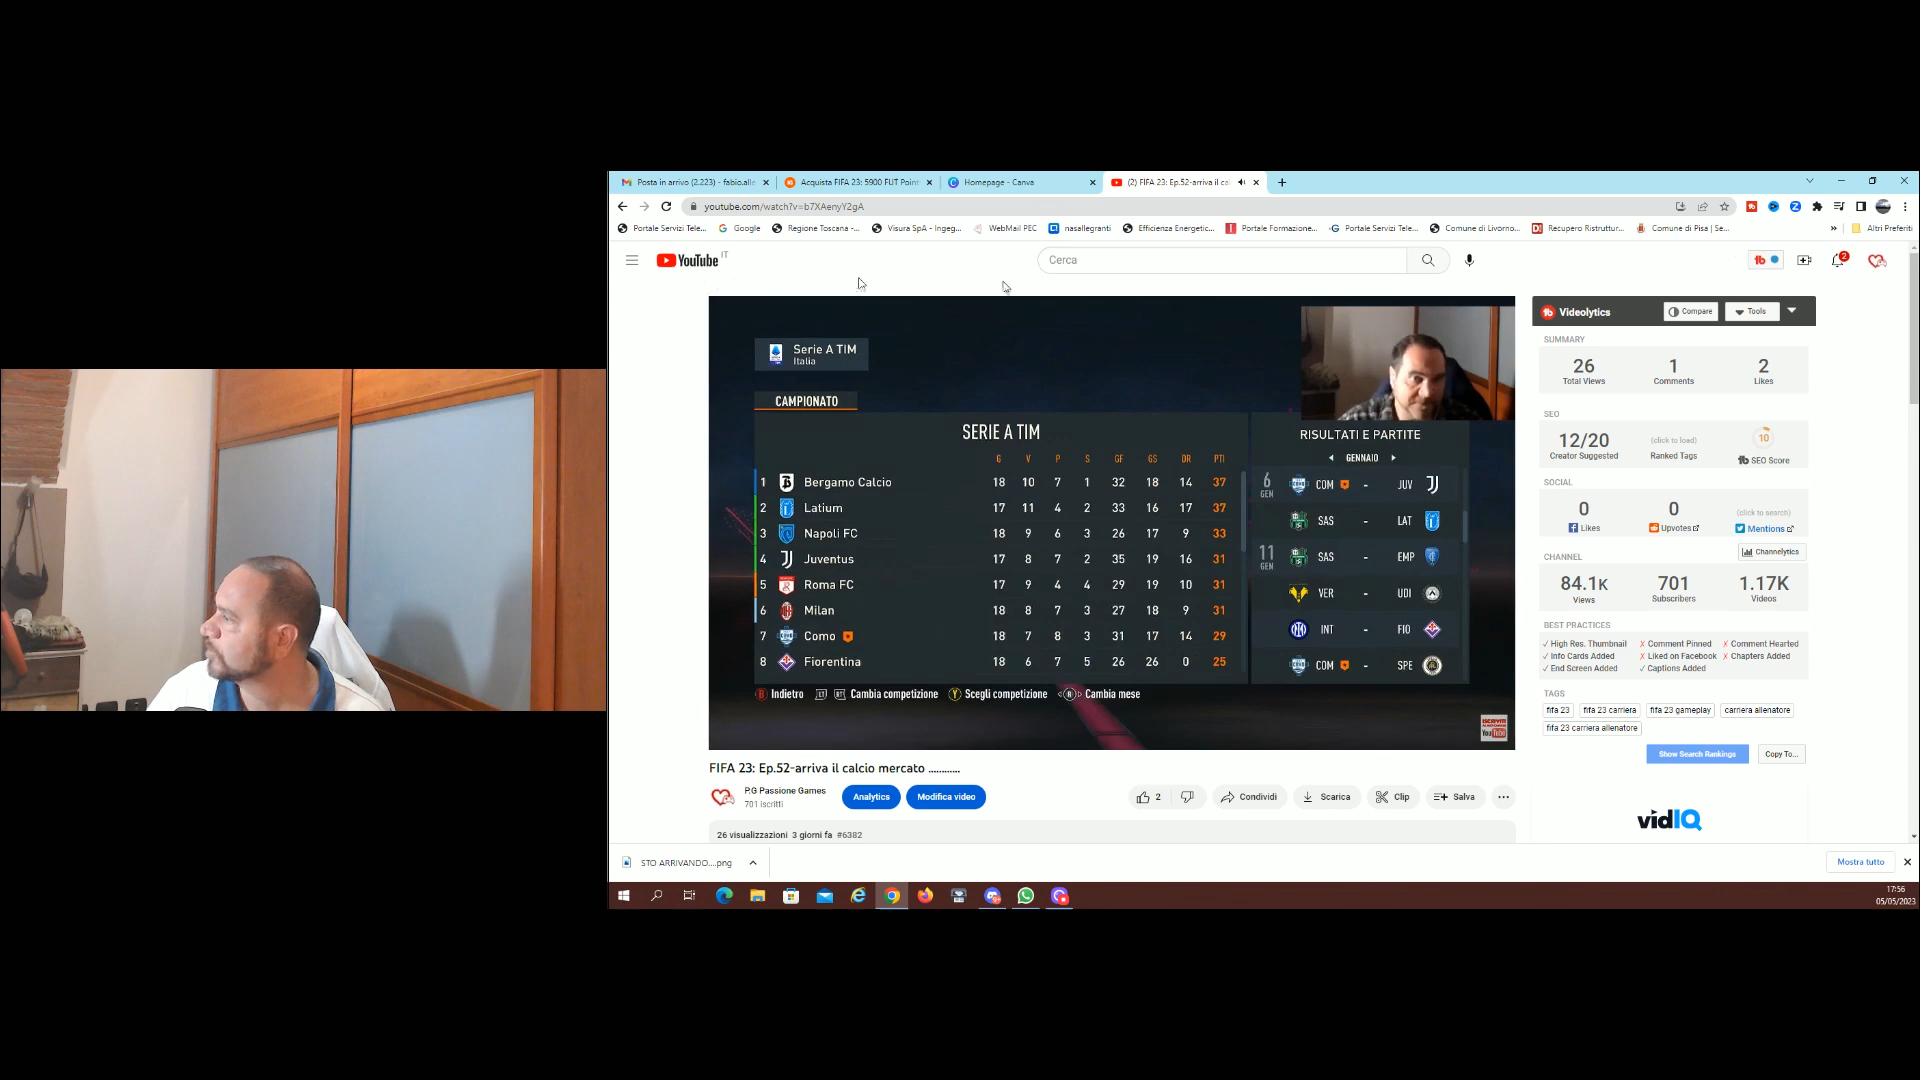 Posta in arrivo (2.223) - fabio.alle
Acquista FIFA 23: 5900 FUT Point
Homepage - Canva
(2) FIFA 23: Ep.52-arriva il cal
youtube.com/watch?v=b7XAenyY2gA
Portale Servizi Tele...
Google
Regione Toscana -...
Visura SpA - Ingeg...
WebMail PEC
nasallegranti
Efficienza Energetic...
Portale Formazione...
Portale Servizi Tele...
Comune di Livorno...
Recupero Ristruttur...
Comune di Pisa | Se...
»
Altri Preferiti
YouTube IT
Cerca
2
Serie A TIM
Italia
CAMPIONATO
SERIE A TIM
G V P S GF GS DR PTI
1 Bergamo Calcio 18 10 7 1 32 18 14 37
2 Latium 17 11 4 2 33 16 17 37
3 Napoli FC 18 9 6 3 26 17 9 33
4 Juventus 17 8 7 2 35 19 16 31
5 Roma FC 17 9 4 4 29 19 10 31
6 Milan 18 8 7 3 27 18 9 31
7 Como 18 7 8 3 31 17 14 29
8 Fiorentina 18 6 7 5 26 26 0 25
RISULTATI E PARTITE
GENNAIO
6 GEN COM - JUV
SAS - LAT
11 GEN SAS - EMP
VER - UDI
INT - FIO
COM - SPE
B Indietro LT RT Cambia competizione Y Scegli competizione R Cambia mese
ISCRIVITI
YouTube
FIFA 23: Ep.52-arriva il calcio mercato ............
P.G Passione Games
701 iscritti
Analytics
Modifica video
2
Condividi
Scarica
Clip
Salva
26 visualizzazioni 3 giorni fa #6382
Videolytics
Compare
Tools
SUMMARY
26 1 2
Total Views Comments Likes
SEO
12/20 (click to load) 10
Creator Suggested Ranked Tags SEO Score
SOCIAL
0 0 (click to search)
Likes Upvotes Mentions
CHANNEL
Channelytics
84.1K 701 1.17K
Views Subscribers Videos
BEST PRACTICES
✓ High Res. Thumbnail ✗ Comment Pinned ✗ Comment Hearted
✓ Info Cards Added ✗ Liked on Facebook ✗ Chapters Added
✓ End Screen Added ✓ Captions Added
TAGS
fifa 23 fifa 23 carriera fifa 23 gameplay carriera allenatore
fifa 23 carriera allenatore
Show Search Rankings
Copy To...
vidIQ
STO ARRIVANDO....png
Mostra tutto
17:56
05/05/2023